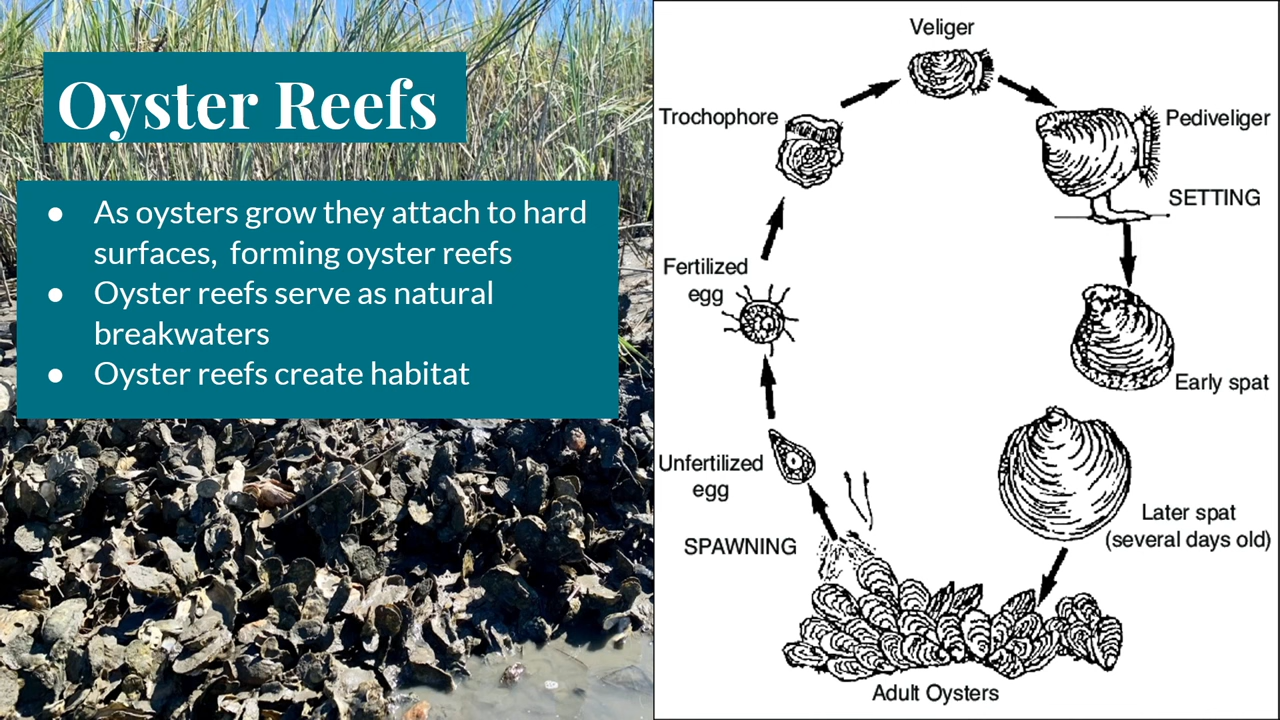 Oyster Reefs
● As oysters grow they attach to hard
surfaces,  forming oyster reefs
● Oyster reefs serve as natural
breakwaters
● Oyster reefs create habitat
Veliger
Trochophore
Pediveliger
SETTING
Fertilized
egg
Early spat
Unfertilized
egg
Later spat
(several days old)
SPAWNING
Adult Oysters